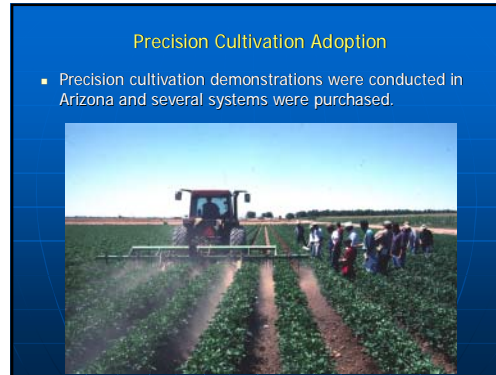 Precision Cultivation Adoption
Precision cultivation demonstrations were conducted in
Arizona and several systems were purchased.